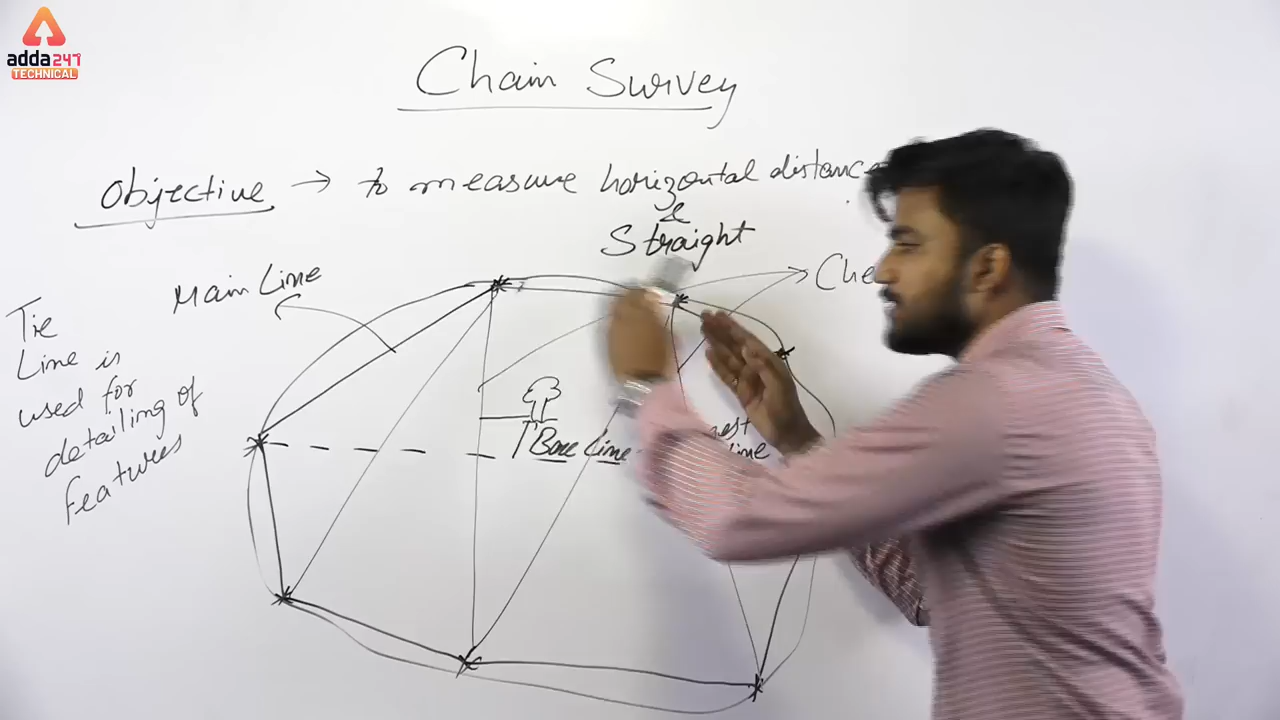 adda247
TECHNICAL
Chain Survey
Objective → to measure horizontal distance
&
Straight
Main Line
Che
Tie
Line is
used for
detailing of
features
Base Line
line